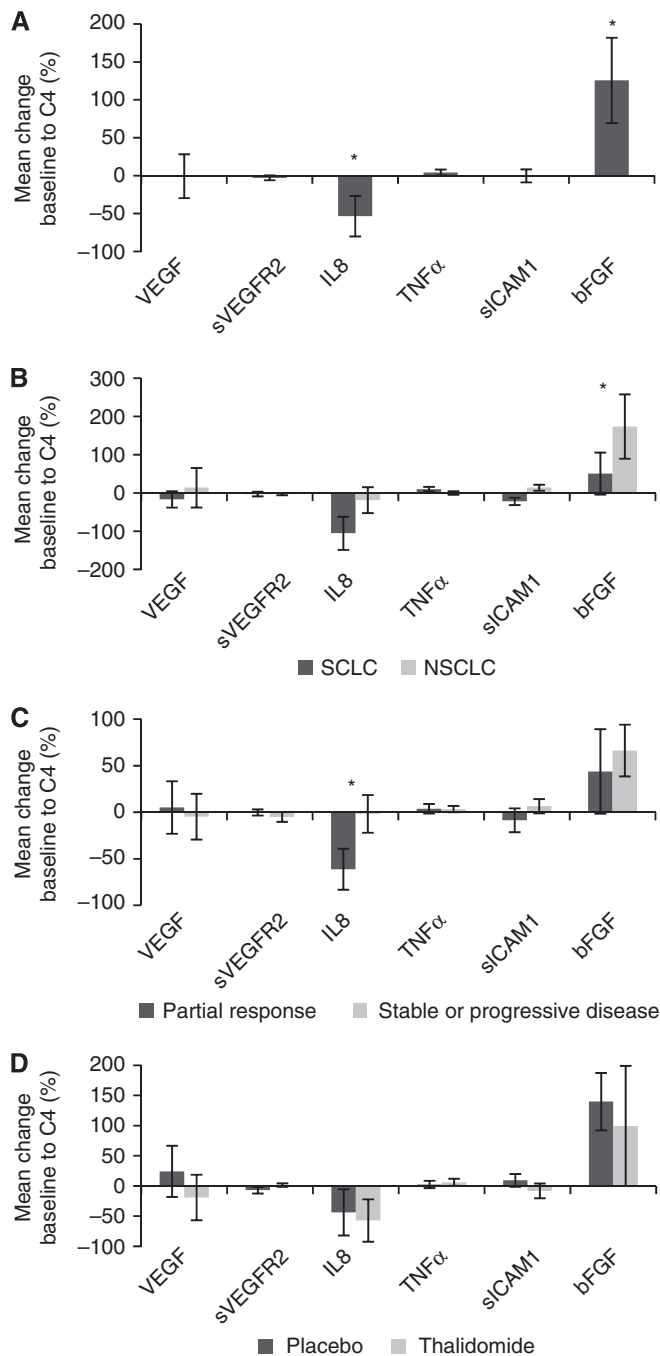 A
Mean change
baseline to C4 (%)
200
150
100
50
0
–50
–100
*
*
VEGF
sVEGFR2
IL8
TNFα
sICAM1
bFGF
B
Mean change
baseline to C4 (%)
300
200
100
0
–100
–200
*
VEGF
sVEGFR2
IL8
TNFα
sICAM1
bFGF
SCLC NSCLC
C
Mean change
baseline to C4 (%)
100
50
0
–50
–100
*
VEGF
sVEGFR2
IL8
TNFα
sICAM1
bFGF
Partial response Stable or progressive disease
D
Mean change
baseline to C4 (%)
200
150
100
50
0
–50
–100
VEGF
sVEGFR2
IL8
TNFα
sICAM1
bFGF
Placebo Thalidomide